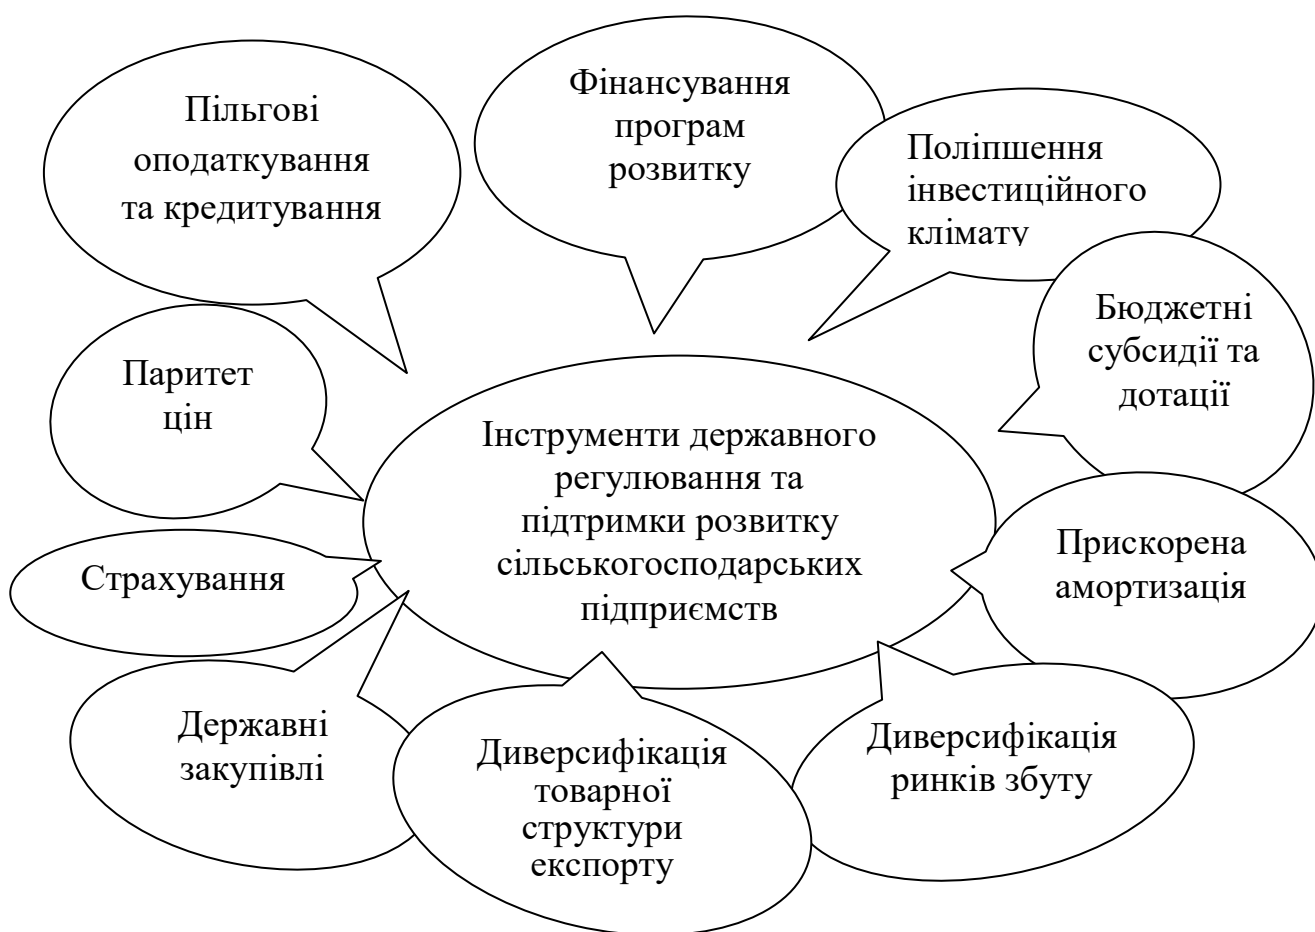 Пільгові
оподаткування
та кредитування
Фінансування
програм
розвитку
Поліпшення
інвестиційного
клімату
Бюджетні
субсидії та
дотації
Паритет
цін
Інструменти державного
регулювання та
підтримки розвитку
сільськогосподарських
підприємств
Прискорена
амортизація
Страхування
Державні
закупівлі
Диверсифікація
товарної
структури
експорту
Диверсифікація
ринків збуту